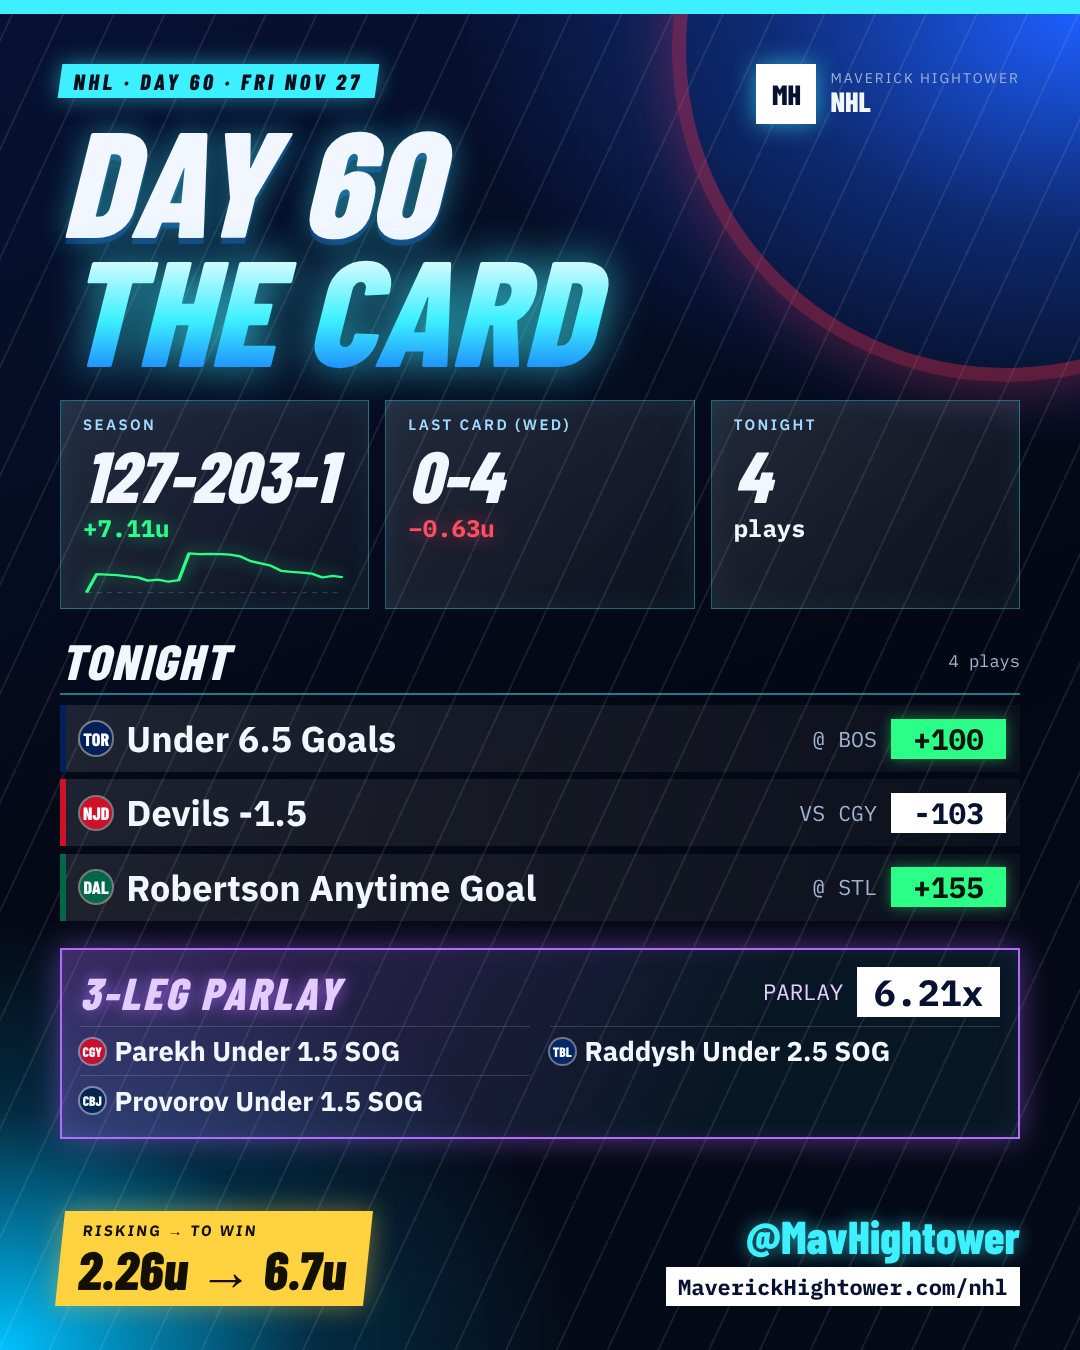 NHL · DAY 60 · FRI NOV 27
MH
MAVERICK HIGHTOWER
NHL
DAY 60
THE CARD
SEASON
127-203-1
+7.11u
LAST CARD (WED)
0-4
−0.63u
TONIGHT
4
plays
TONIGHT
4 plays
TOR Under 6.5 Goals @ BOS +100
NJD Devils -1.5 VS CGY -103
DAL Robertson Anytime Goal @ STL +155
3-LEG PARLAY PARLAY 6.21x
CGY Parekh Under 1.5 SOG
TBL Raddysh Under 2.5 SOG
CBJ Provorov Under 1.5 SOG
RISKING → TO WIN
2.26u → 6.7u
@MavHightower
MaverickHightower.com/nhl